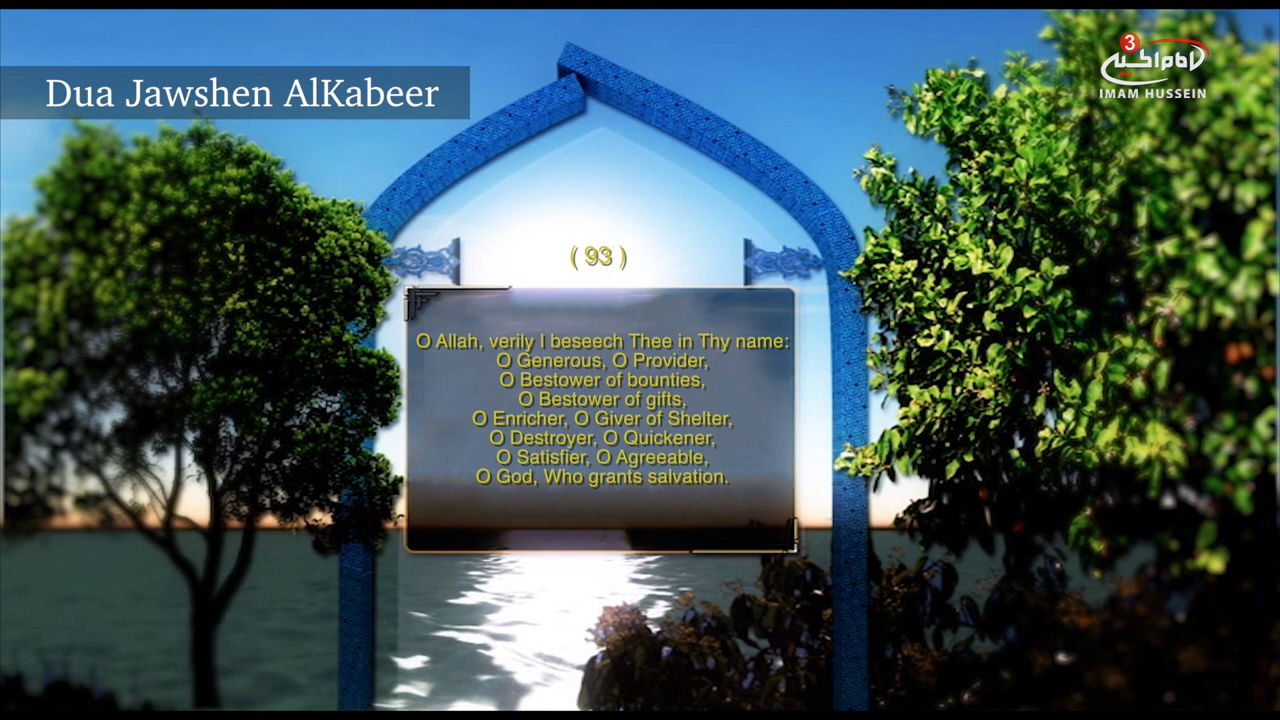 Dua Jawshen AlKabeer
3
IMAM HUSSEIN
( 93 )
O Allah, verily I beseech Thee in Thy name:
O Generous, O Provider,
O Bestower of bounties,
O Bestower of gifts,
O Enricher, O Giver of Shelter,
O Destroyer, O Quickener,
O Satisfier, O Agreeable,
O God, Who grants salvation.